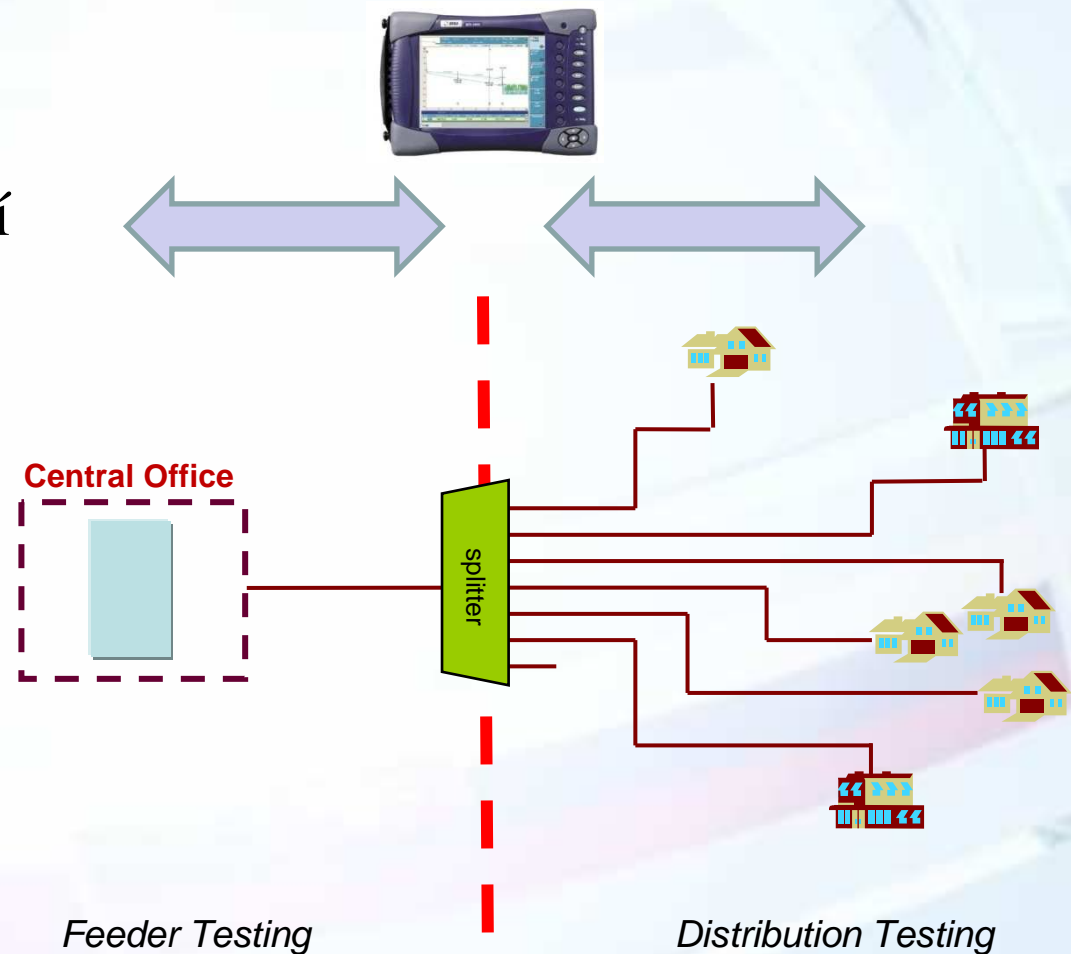 í
Central Office
splitter
Feeder Testing
Distribution Testing